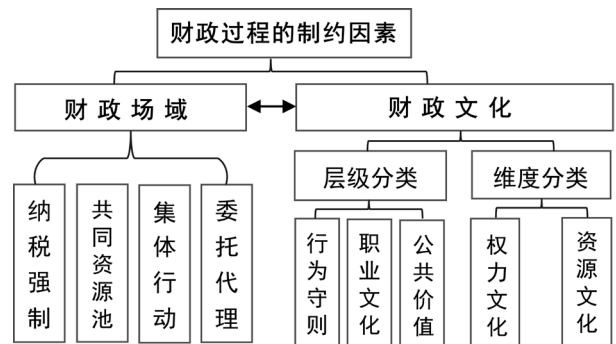 财政过程的制约因素
财政场域
财政文化
层级分类
维度分类
纳税强制
共同资源池
集体行动
委托代理
行为守则
职业文化
公共价值
权力文化
资源文化